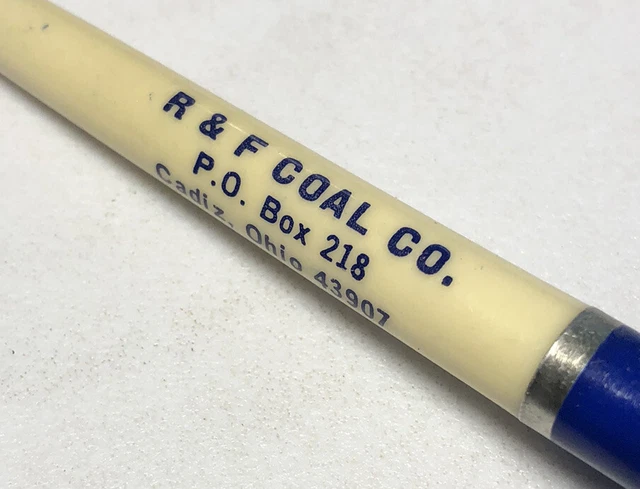 R & F COAL CO.
P.O. Box 218
Cadiz, Ohio 43907